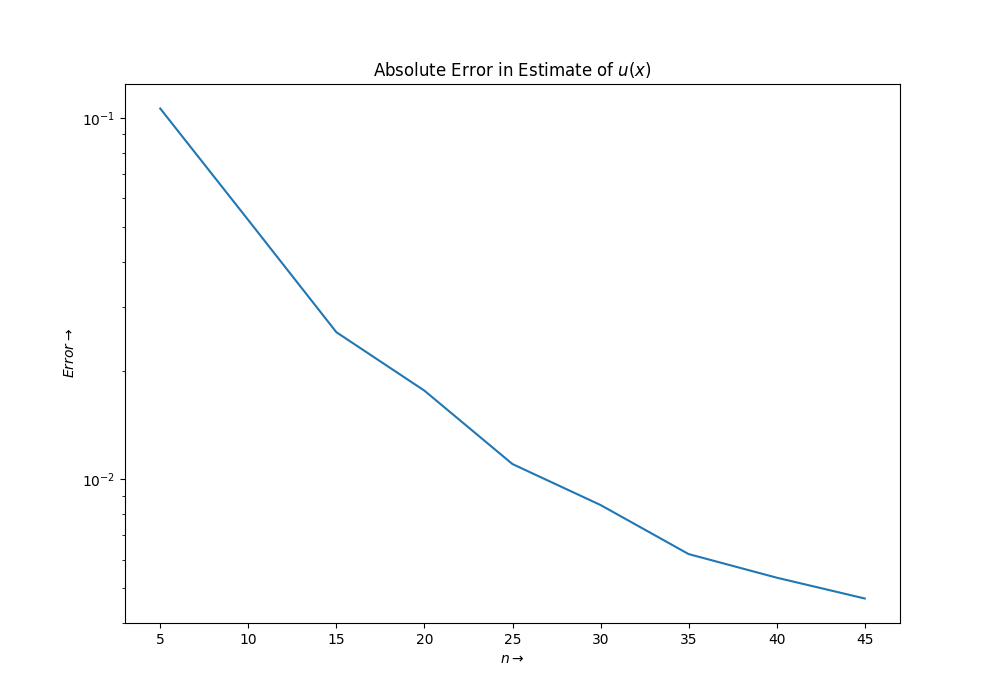 Absolute Error in Estimate of u(x)
10⁻¹
10⁻²
Error →
5 10 15 20 25 30 35 40 45
n →